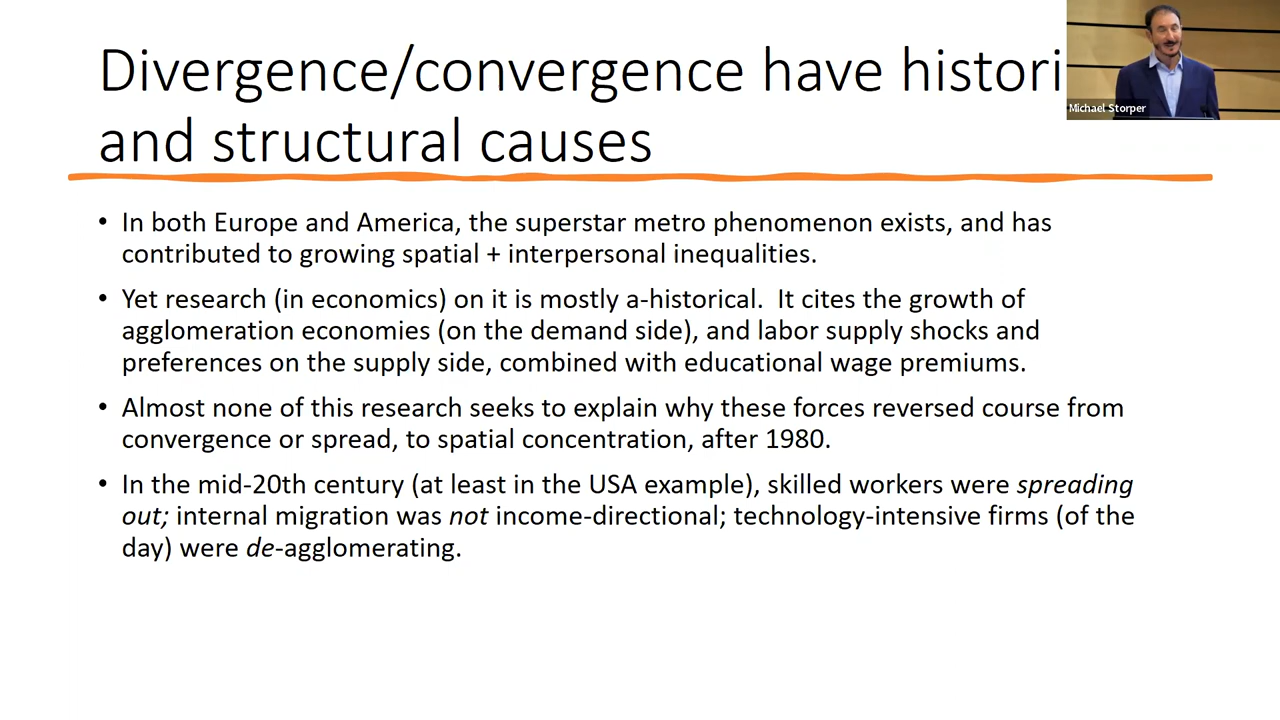 Divergence/convergence have histori
and structural causes
Michael Storper
• In both Europe and America, the superstar metro phenomenon exists, and has
contributed to growing spatial + interpersonal inequalities.
• Yet research (in economics) on it is mostly a-historical.  It cites the growth of
agglomeration economies (on the demand side), and labor supply shocks and
preferences on the supply side, combined with educational wage premiums.
• Almost none of this research seeks to explain why these forces reversed course from
convergence or spread, to spatial concentration, after 1980.
• In the mid-20th century (at least in the USA example), skilled workers were spreading
out; internal migration was not income-directional; technology-intensive firms (of the
day) were de-agglomerating.